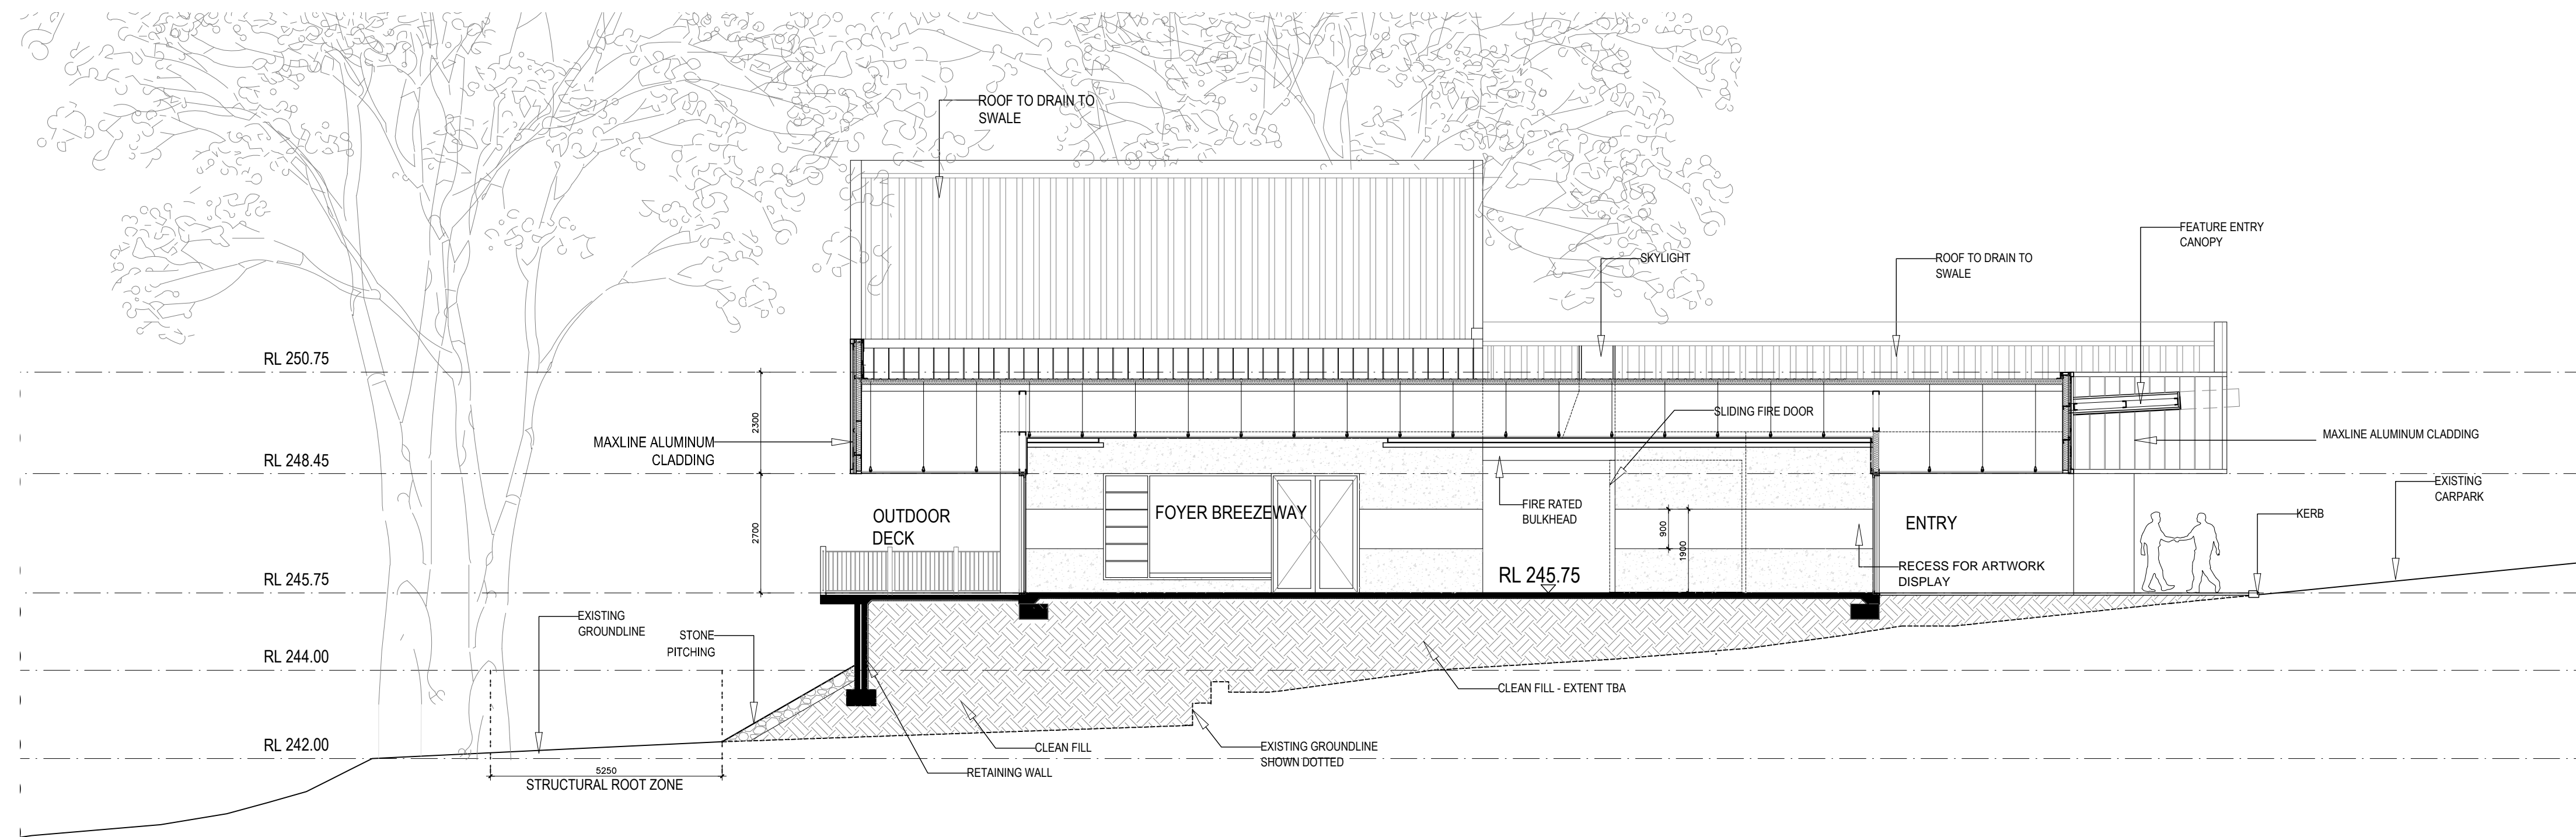 ROOF TO DRAIN TO
SWALE
FEATURE ENTRY
CANOPY
SKYLIGHT
ROOF TO DRAIN TO
SWALE
RL 250.75
2300
SLIDING FIRE DOOR
MAXLINE ALUMINUM
CLADDING
MAXLINE ALUMINUM CLADDING
RL 248.45
EXISTING
CARPARK
OUTDOOR
DECK
FOYER BREEZEWAY
FIRE RATED
BULKHEAD
ENTRY
KERB
2700
900
1900
RECESS FOR ARTWORK
DISPLAY
RL 245.75
RL 245.75
EXISTING
GROUNDLINE
STONE
PITCHING
RL 244.00
CLEAN FILL - EXTENT TBA
RL 242.00
CLEAN FILL
EXISTING GROUNDLINE
SHOWN DOTTED
RETAINING WALL
5250
STRUCTURAL ROOT ZONE